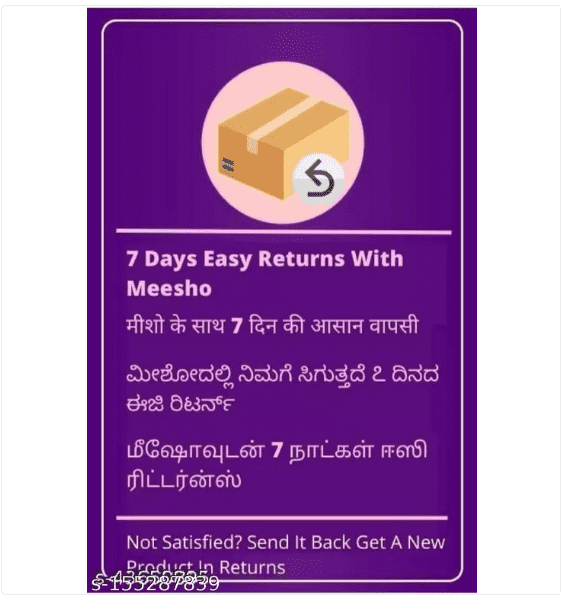 7 Days Easy Returns With
Meesho
मीशो के साथ 7 दिन की आसान वापसी
ಮೀಶೋದಲ್ಲಿ ನಿಮಗೆ ಸಿಗುತ್ತದೆ ೭ ದಿನದ
ಈಜಿ ರಿಟರ್ನ್
மீஷோவுடன் 7 நாட்கள் ஈஸி
ரிட்டர்ன்ஸ்
Not Satisfied? Send It Back Get A New
Product In Returns
s-155287859